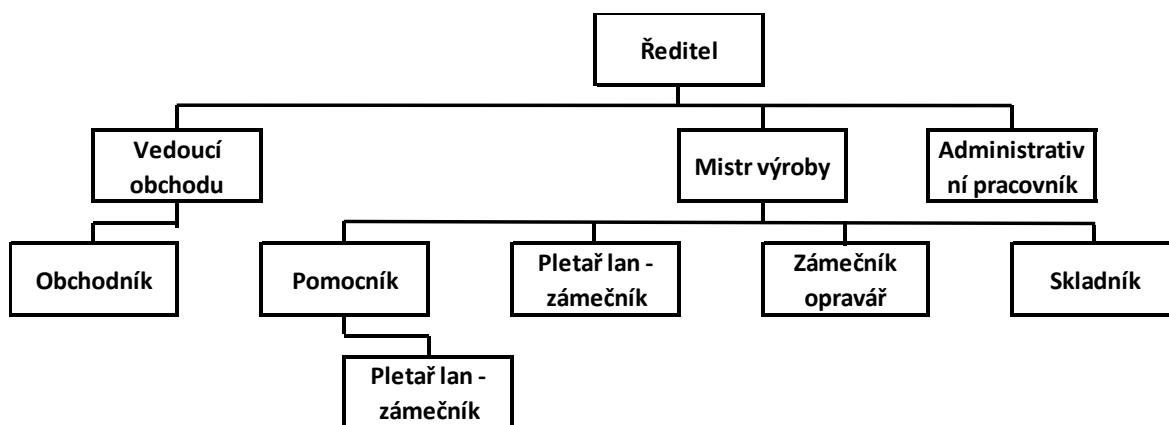 Ředitel
Vedoucí
obchodu
Mistr výroby
Administrativ
ní pracovník
Obchodník
Pomocník
Pletař lan -
zámečník
Zámečník
opravář
Skladník
Pletař lan -
zámečník